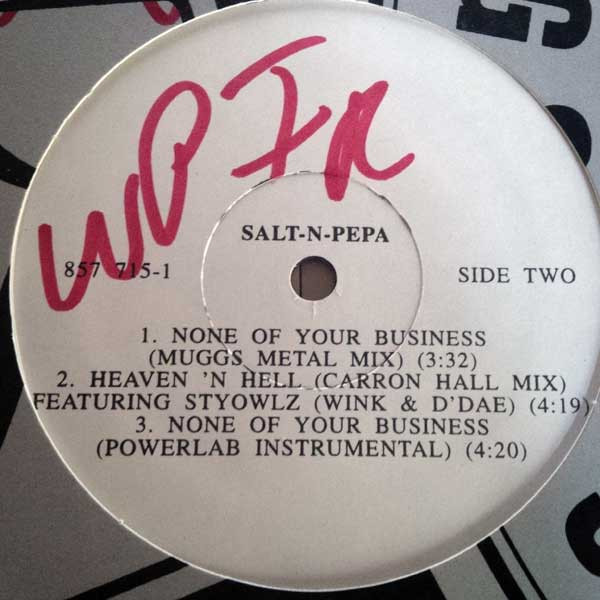 WPFR
SALT-N-PEPA
857 715-1
SIDE TWO
1. NONE OF YOUR BUSINESS
(MUGGS METAL MIX) (3:32)
2. HEAVEN 'N HELL (CARRON HALL MIX)
FEATURING STYOWLZ (WINK & D'DAE) (4:19)
3. NONE OF YOUR BUSINESS
(POWERLAB INSTRUMENTAL) (4:20)